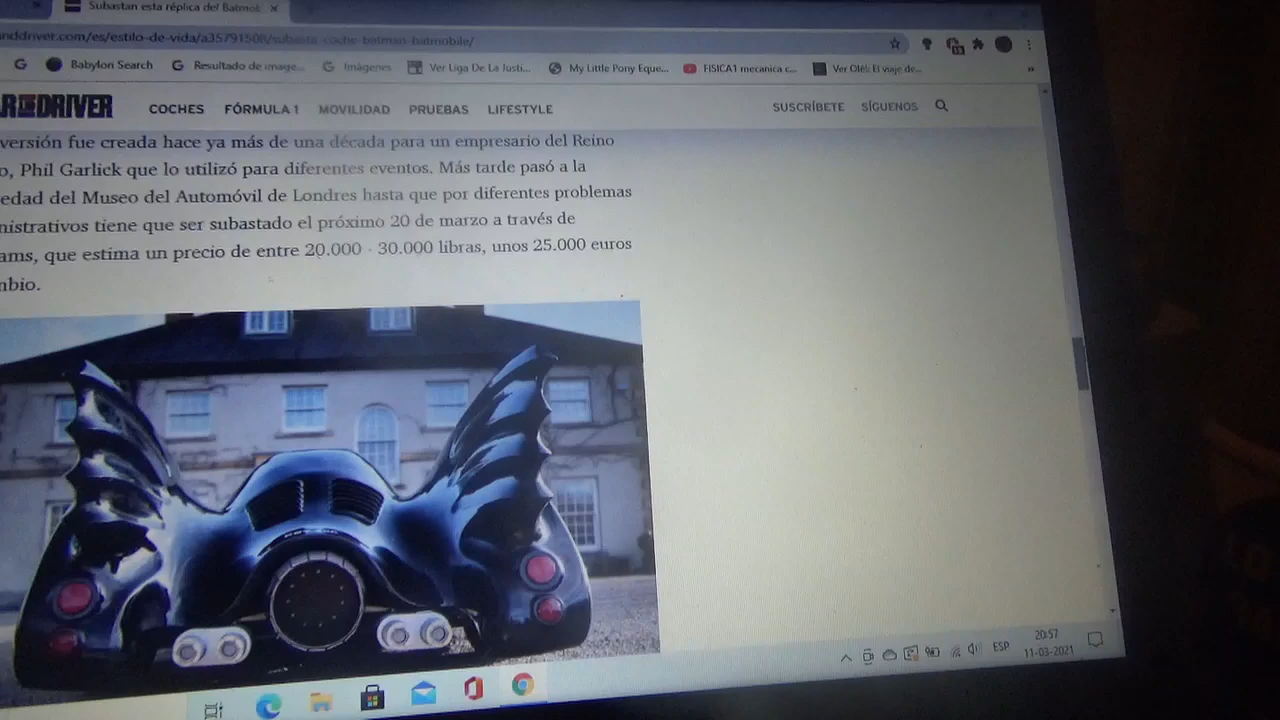 Subastan esta réplica del Batmob
nddriver.com/es/estilo-de-vida/a35791508/subasta-coche-batman-batmobile/
Babylon Search Resultado de image... Imágenes Ver Liga De La Justi... My Little Pony Eque... FISICA1 mecanica c... Ver Olé! El viaje de... »
AR DRIVER COCHES FÓRMULA 1 MOVILIDAD PRUEBAS LIFESTYLE SUSCRÍBETE SÍGUENOS
versión fue creada hace ya más de una década para un empresario del Reino
o, Phil Garlick que lo utilizó para diferentes eventos. Más tarde pasó a la
edad del Museo del Automóvil de Londres hasta que por diferentes problemas
nistrativos tiene que ser subastado el próximo 20 de marzo a través de
ams, que estima un precio de entre 20.000 - 30.000 libras, unos 25.000 euros
mbio.
ESP 20:57
11-03-2021